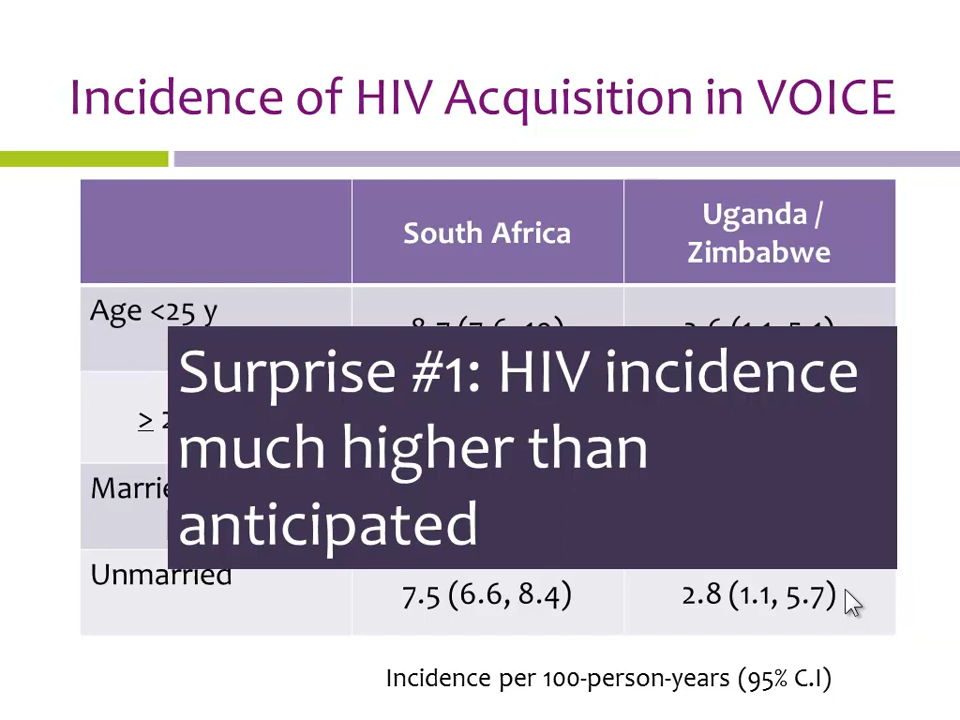 Incidence of HIV Acquisition in VOICE
South Africa
Uganda /
Zimbabwe
Age <25 y
Surprise #1: HIV incidence
much higher than
anticipated
≥
Unmarried
7.5 (6.6, 8.4)
2.8 (1.1, 5.7)
Incidence per 100-person-years (95% C.I)